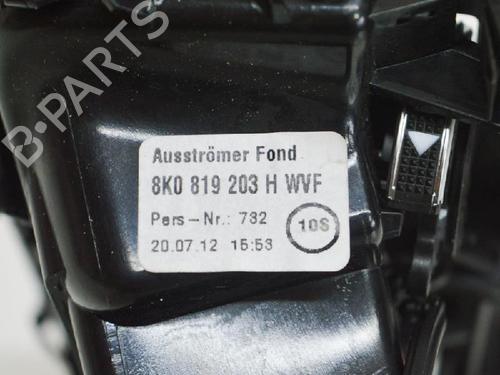 B-PARTS
Ausströmer Fond
8K0 819 203 H WVF
Pers-Nr.: 732
10S
20.07.12 15:53